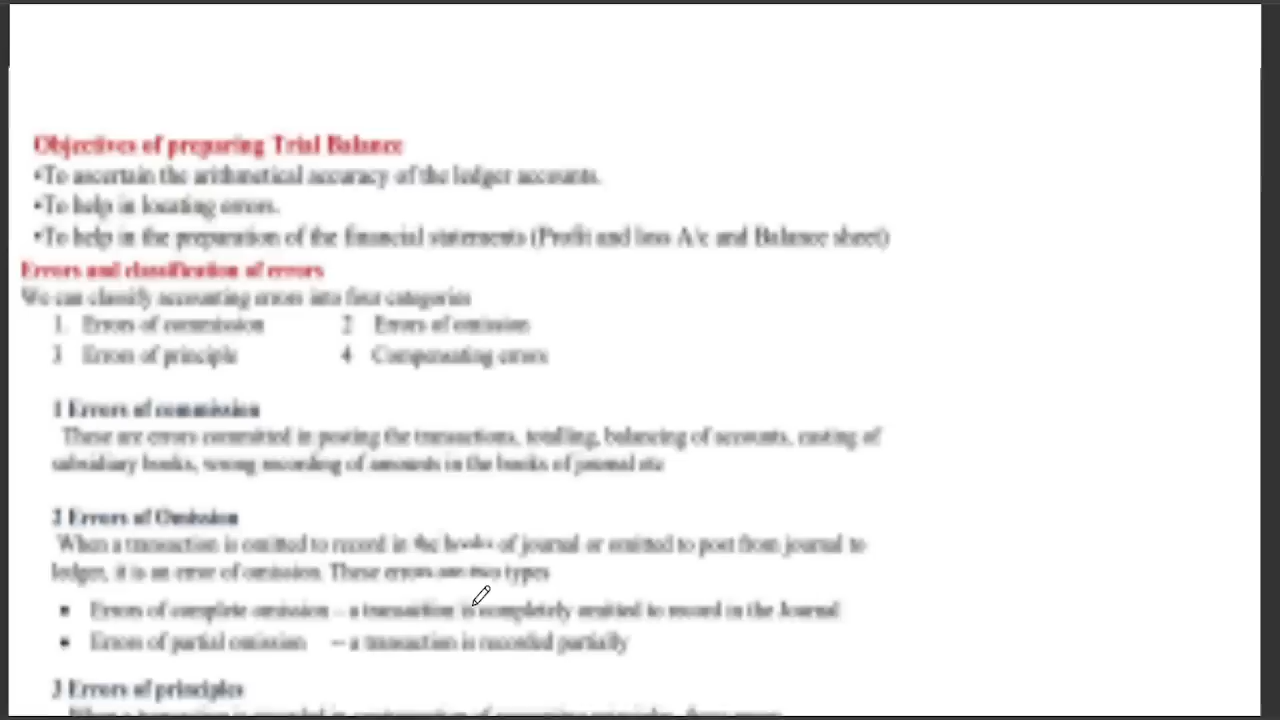 Objectives of preparing Trial Balance
•To ascertain the arithmetical accuracy of the ledger accounts.
•To help in locating errors.
•To help in the preparation of the financial statements (Profit and loss A/c and Balance sheet)
Errors and classification of errors
We can classify accounting errors into four categories
1. Errors of commission 2 Errors of omission
3 Errors of principle 4 Compensating errors
1 Errors of commission
These are errors committed in posting the transactions, totalling, balancing of accounts, casting of
subsidiary books, wrong recording of amounts in the books of journal etc
2 Errors of Omission
When a transaction is omitted to record in the books of journal or omitted to post from journal to
ledger, it is an error of omission. These errors are two types
• Errors of complete omission – a transaction is completely omitted to record in the Journal
• Errors of partial omission – a transaction is recorded partially
3 Errors of principles
When a transaction is recorded in